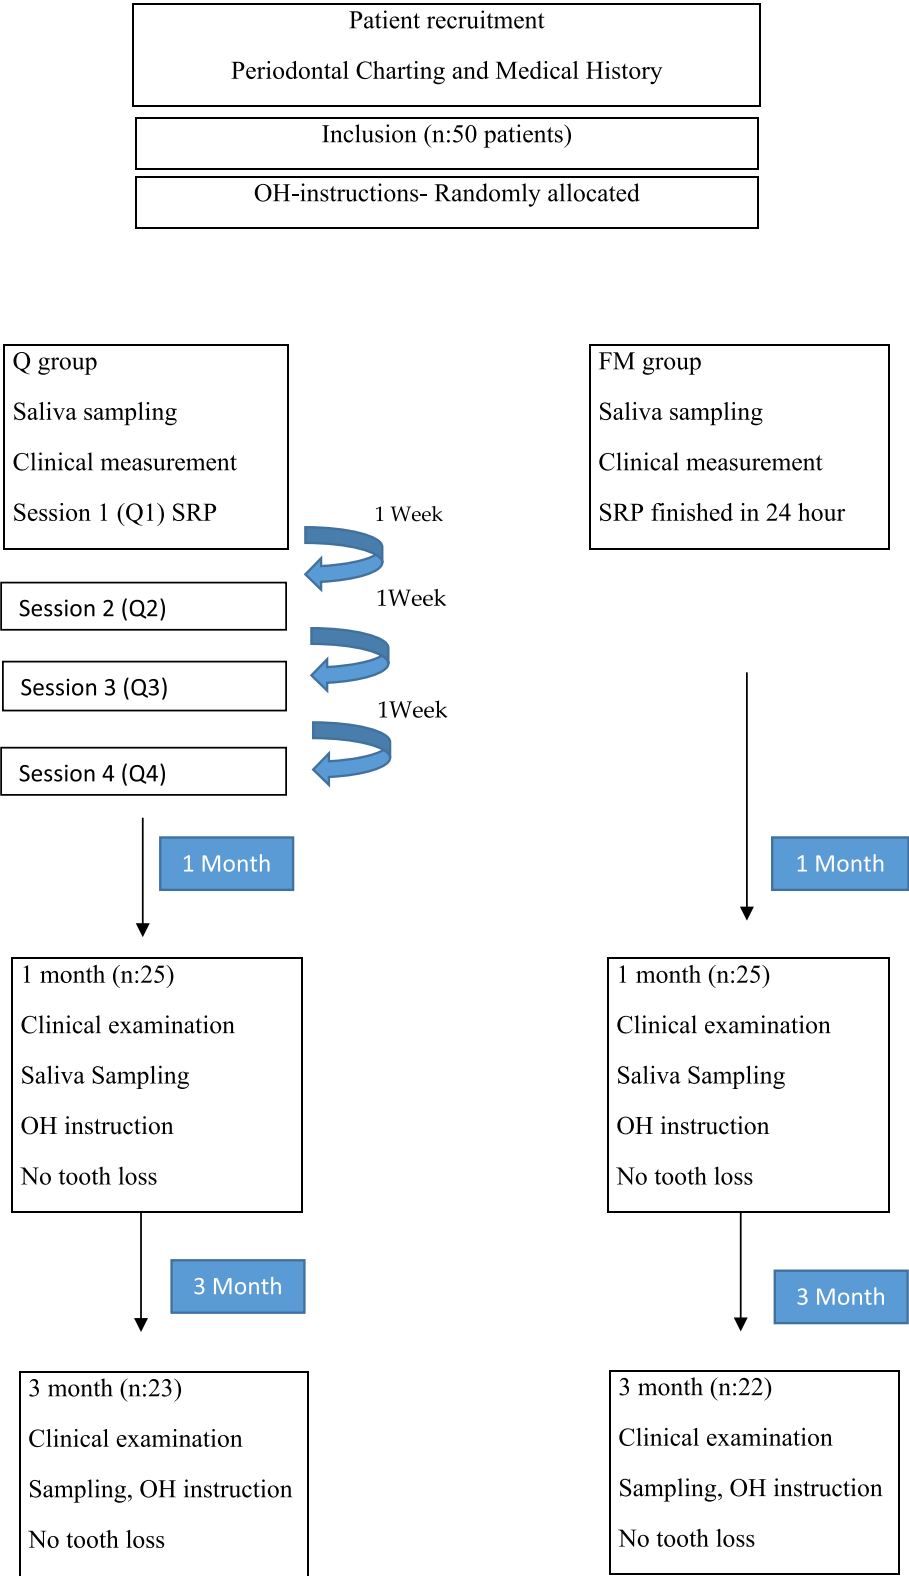 Patient recruitment
Periodontal Charting and Medical History
Inclusion (n:50 patients)
OH-instructions- Randomly allocated
Q group
Saliva sampling
Clinical measurement
Session 1 (Q1) SRP
1 Week
Session 2 (Q2)
1Week
Session 3 (Q3)
1Week
Session 4 (Q4)
1 Month
1 month (n:25)
Clinical examination
Saliva Sampling
OH instruction
No tooth loss
3 Month
3 month (n:23)
Clinical examination
Sampling, OH instruction
No tooth loss
FM group
Saliva sampling
Clinical measurement
SRP finished in 24 hour
1 Month
1 month (n:25)
Clinical examination
Saliva Sampling
OH instruction
No tooth loss
3 Month
3 month (n:22)
Clinical examination
Sampling, OH instruction
No tooth loss